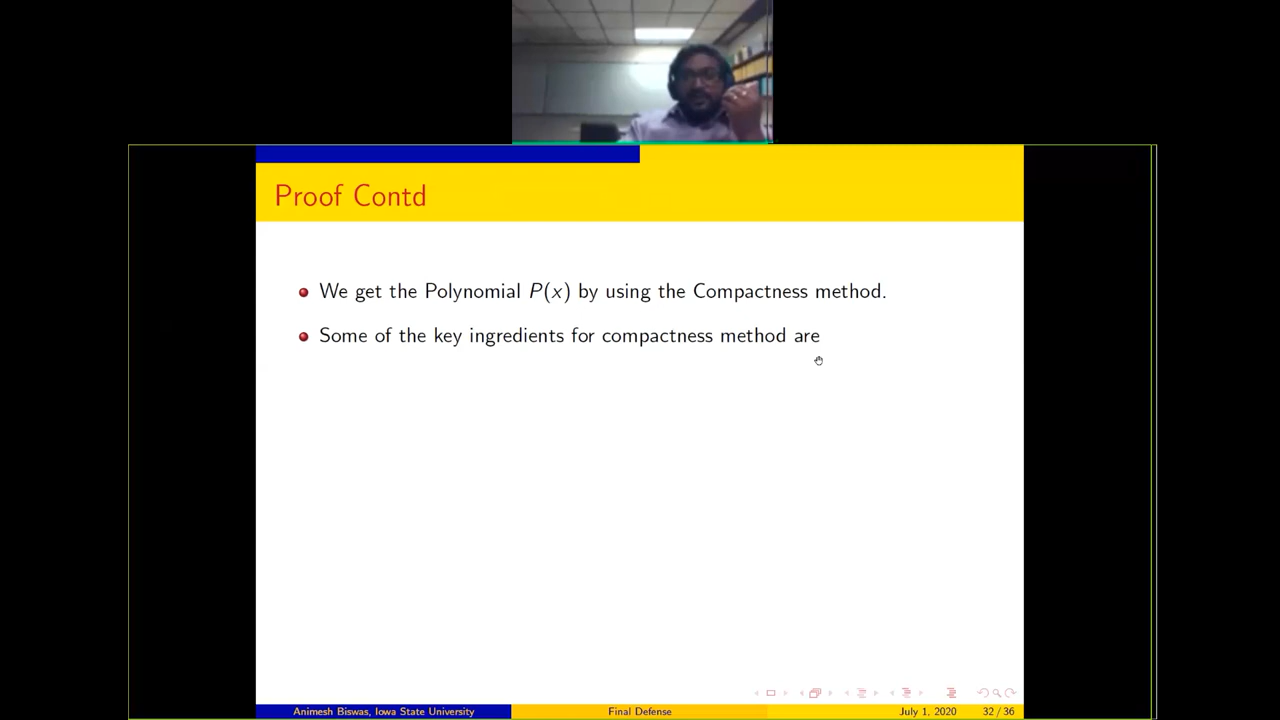 Proof Contd
We get the Polynomial P(x) by using the Compactness method.
Some of the key ingredients for compactness method are
Animesh Biswas, Iowa State University
Final Defense
July 1, 2020
32 / 36